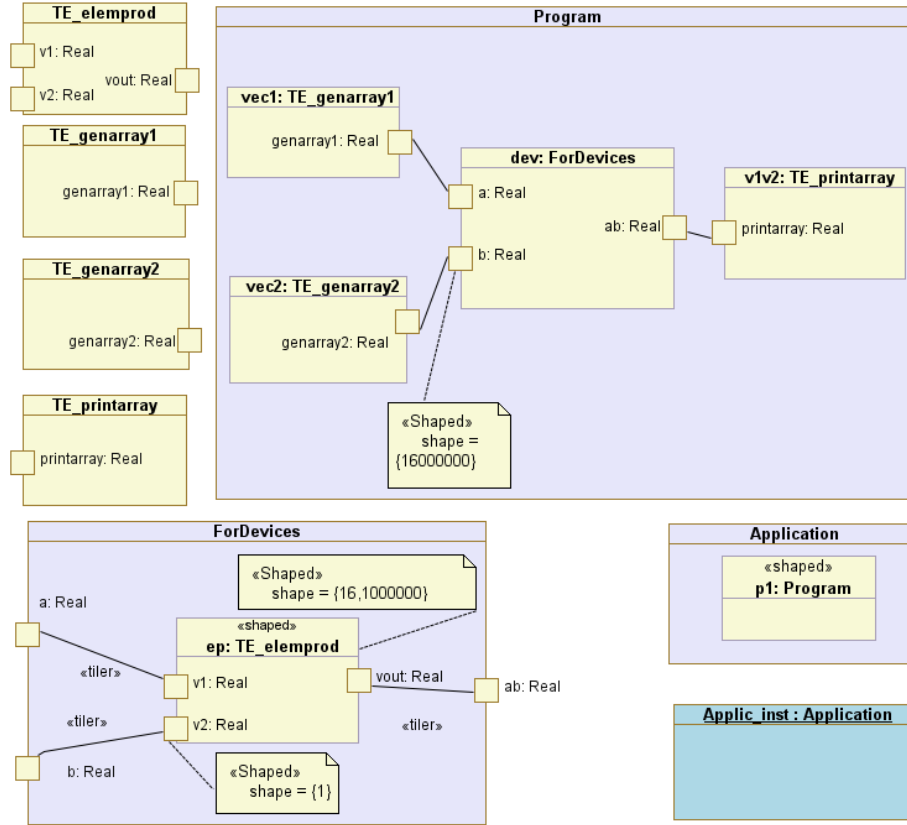 TE_elemprod
v1: Real
vout: Real
v2: Real
TE_genarray1
genarray1: Real
TE_genarray2
genarray2: Real
TE_printarray
printarray: Real
Program
vec1: TE_genarray1
genarray1: Real
dev: ForDevices
a: Real
ab: Real
b: Real
v1v2: TE_printarray
printarray: Real
vec2: TE_genarray2
genarray2: Real
«Shaped»
shape =
{16000000}
ForDevices
«Shaped»
shape = {16,1000000}
a: Real
«shaped»
ep: TE_elemprod
«tiler»
v1: Real
vout: Real
ab: Real
«tiler»
v2: Real
«tiler»
b: Real
«Shaped»
shape = {1}
Application
«shaped»
p1: Program
Applic_inst : Application